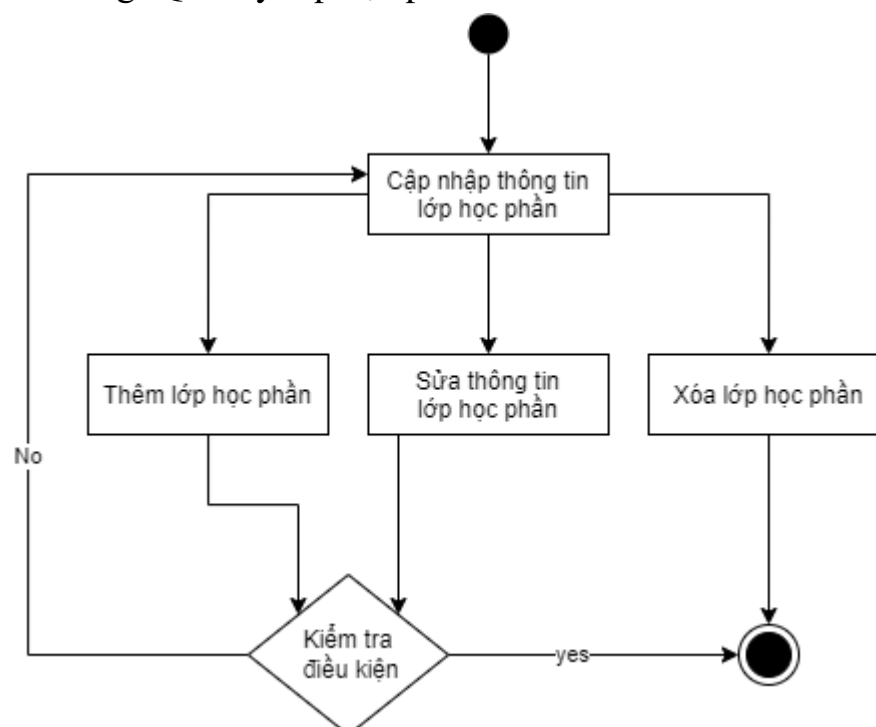 Cập nhập thông tin
lớp học phần
Thêm lớp học phần
Sửa thông tin
lớp học phần
Xóa lớp học phần
No
Kiểm tra
điều kiện
yes